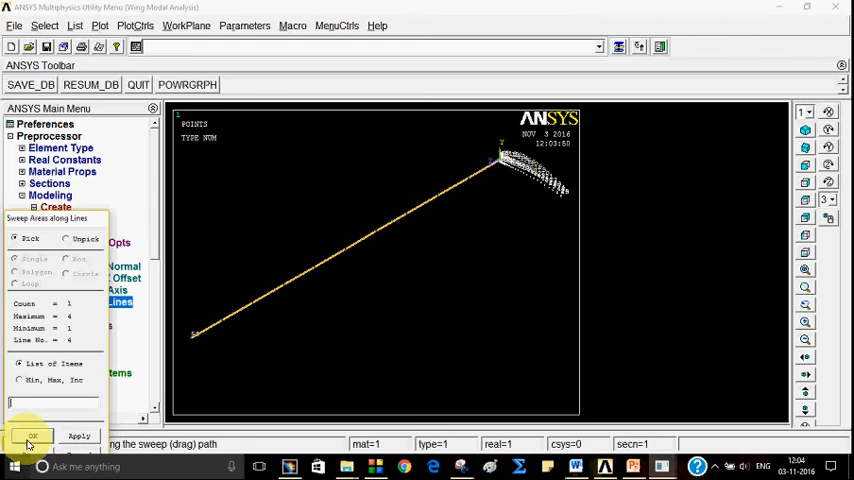 ANSYS Multiphysics Utility Menu (Wing Modal Analysis)
File Select List Plot PlotCtrls WorkPlane Parameters Macro MenuCtrls Help
ANSYS Toolbar
SAVE_DB RESUM_DB QUIT POWRGRPH
ANSYS Main Menu
Preferences
Preprocessor
Element Type
Real Constants
Material Props
Sections
Modeling
Create
Sweep Areas along Lines
Pick Unpick
Single Box
Polygon Circle
Loop
Count = 1
Maximum = 4
Minimum = 1
Line No. = 4
List of Items
Min, Max, Inc
OK Apply
Opts
Normal
Offset
Axis
Lines
tems
1
POINTS
TYPE NUM
ANSYS
NOV 3 2016
12:03:50
Y
1
3
ng the sweep (drag) path
mat=1 type=1 real=1 csys=0 secn=1
Ask me anything
ENG
12:04
03-11-2016